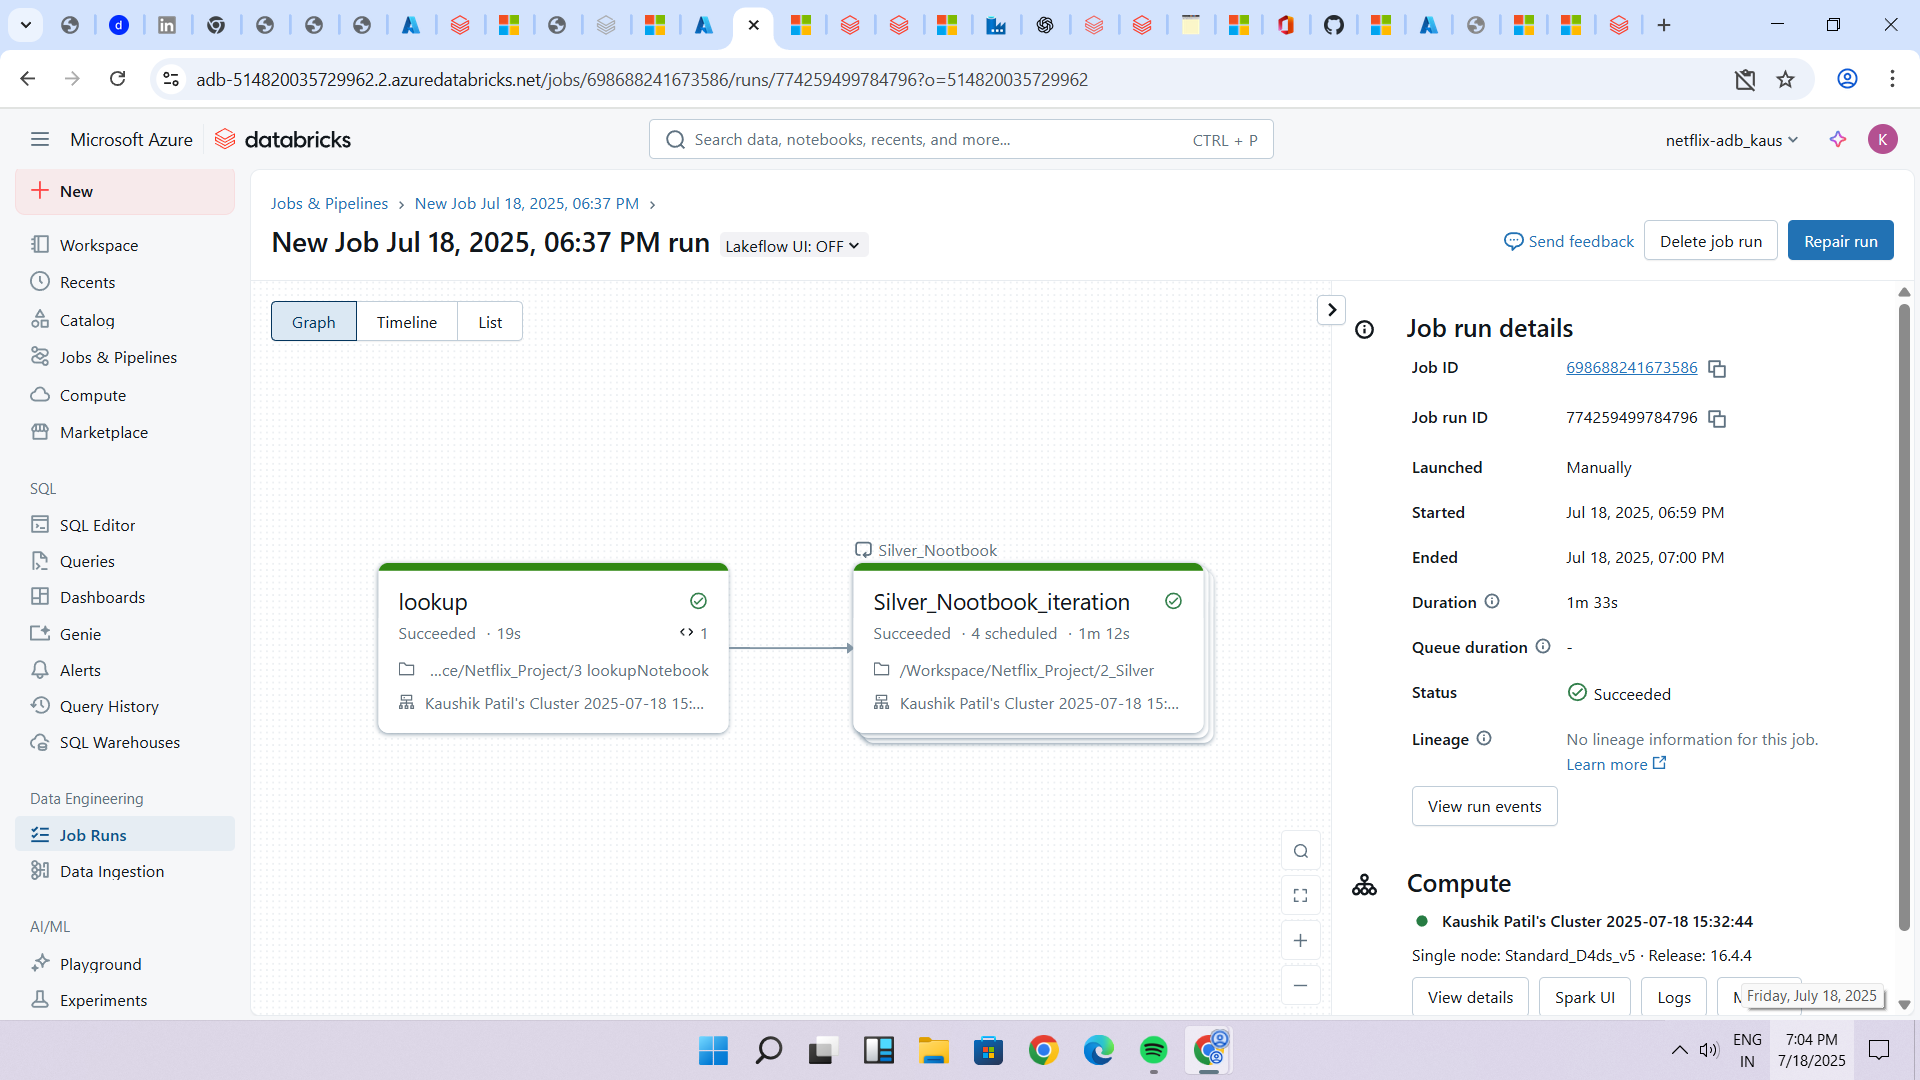 adb-514820035729962.2.azuredatabricks.net/jobs/698688241673586/runs/774259499784796?o=514820035729962
Microsoft Azure
databricks
Search data, notebooks, recents, and more...
CTRL + P
netflix-adb_kaus
K
New
Workspace
Recents
Catalog
Jobs & Pipelines
Compute
Marketplace
SQL
SQL Editor
Queries
Dashboards
Genie
Alerts
Query History
SQL Warehouses
Data Engineering
Job Runs
Data Ingestion
AI/ML
Playground
Experiments
Jobs & Pipelines › New Job Jul 18, 2025, 06:37 PM ›
New Job Jul 18, 2025, 06:37 PM run
Lakeflow UI: OFF
Send feedback
Delete job run
Repair run
Graph
Timeline
List
lookup
Succeeded · 19s
1
...ce/Netflix_Project/3 lookupNotebook
Kaushik Patil's Cluster 2025-07-18 15:...
Silver_Nootbook
Silver_Nootbook_iteration
Succeeded · 4 scheduled · 1m 12s
/Workspace/Netflix_Project/2_Silver
Kaushik Patil's Cluster 2025-07-18 15:...
Job run details
Job ID 698688241673586
Job run ID 774259499784796
Launched Manually
Started Jul 18, 2025, 06:59 PM
Ended Jul 18, 2025, 07:00 PM
Duration 1m 33s
Queue duration -
Status Succeeded
Lineage No lineage information for this job.
Learn more
View run events
Compute
Kaushik Patil's Cluster 2025-07-18 15:32:44
Single node: Standard_D4ds_v5 · Release: 16.4.4
View details
Spark UI
Logs
Friday, July 18, 2025
ENG
IN
7:04 PM
7/18/2025